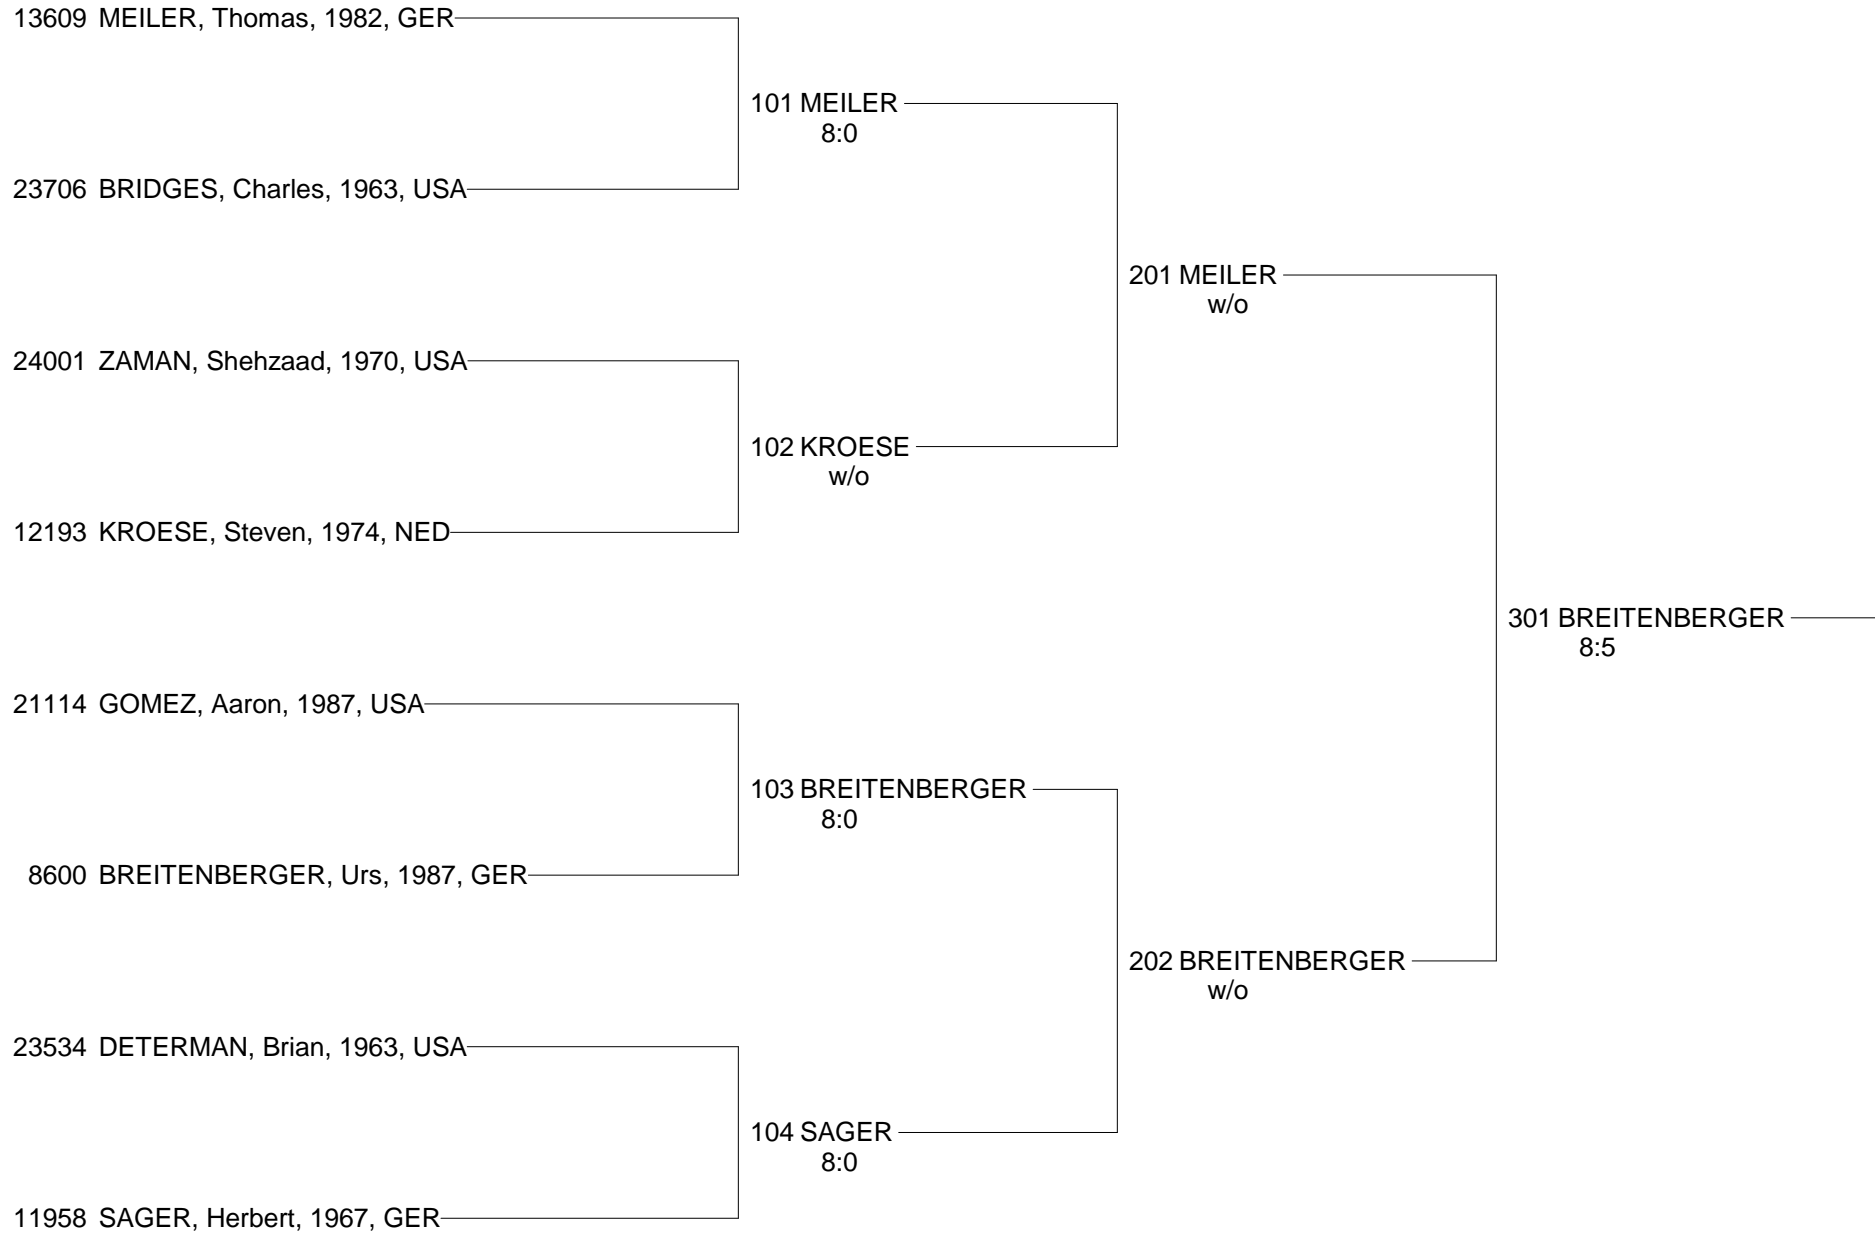 13609 MEILER, Thomas, 1982, GER
101 MEILER
8:0
23706 BRIDGES, Charles, 1963, USA
201 MEILER
w/o
24001 ZAMAN, Shehzaad, 1970, USA
102 KROESE
w/o
12193 KROESE, Steven, 1974, NED
301 BREITENBERGER
8:5
21114 GOMEZ, Aaron, 1987, USA
103 BREITENBERGER
8:0
8600 BREITENBERGER, Urs, 1987, GER
202 BREITENBERGER
w/o
23534 DETERMAN, Brian, 1963, USA
104 SAGER
8:0
11958 SAGER, Herbert, 1967, GER